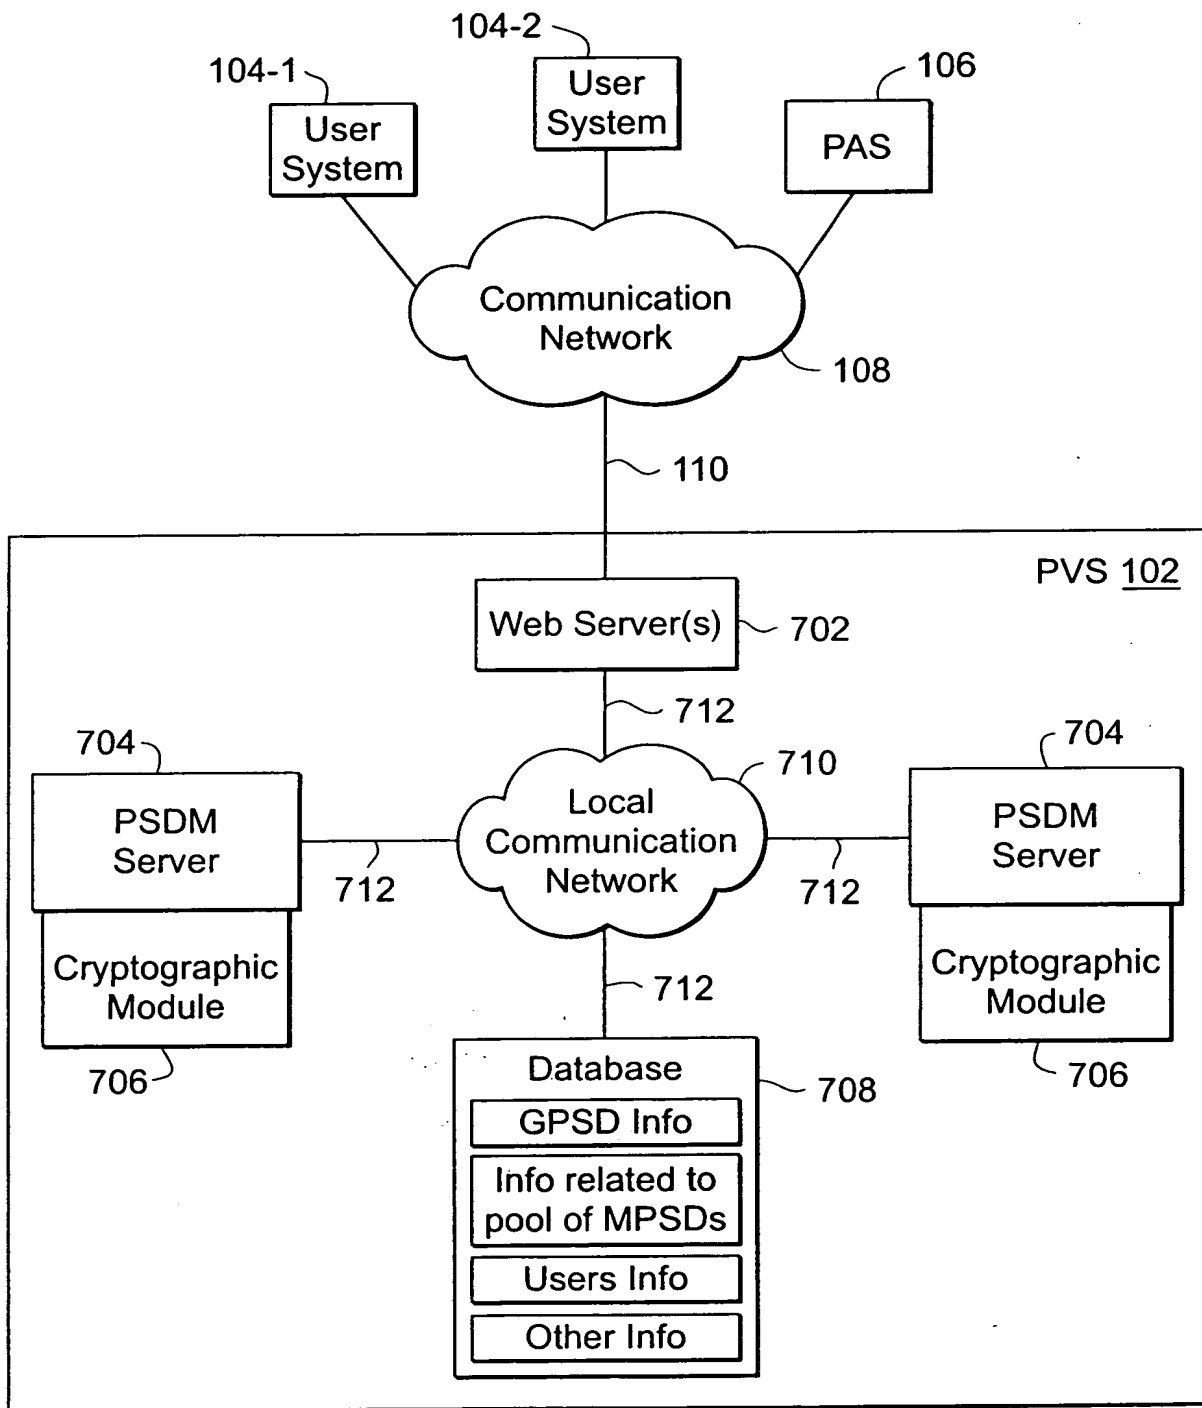 104-2
104-1
106
User
System
User
System
PAS
Communication
Network
108
110
PVS 102
Web Server(s)
702
712
704
704
710
PSDM
Server
Local
Communication
Network
PSDM
Server
712
712
Cryptographic
Module
Cryptographic
Module
712
706
706
Database
708
GPSD Info
Info related to
pool of MPSDs
Users Info
Other Info